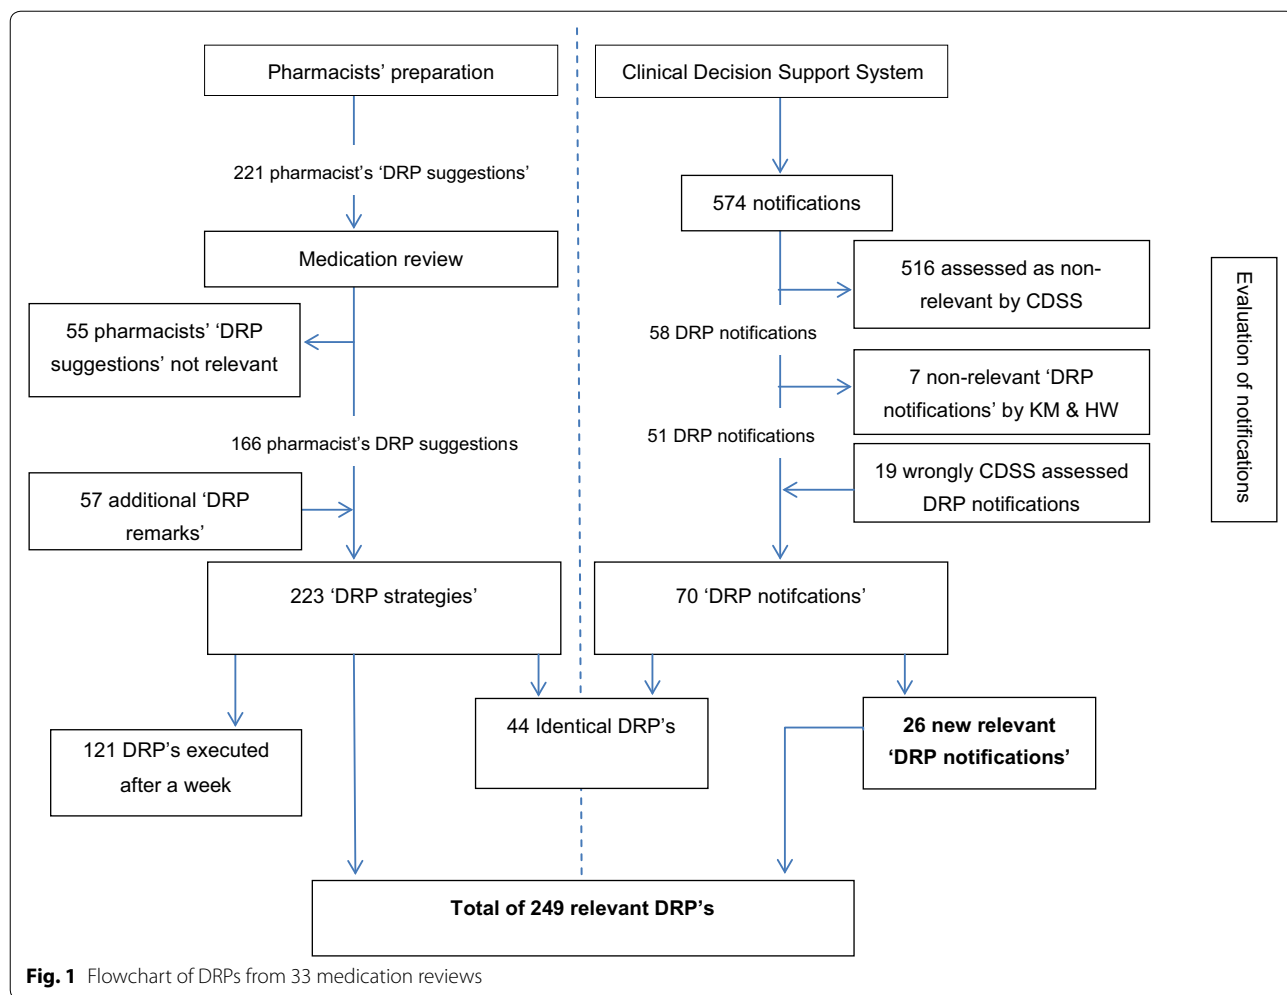 Pharmacists’ preparation
Clinical Decision Support System
221 pharmacist’s ‘DRP suggestions’
574 notifications
Medication review
516 assessed as non-
relevant by CDSS
55 pharmacists’ ‘DRP
suggestions’ not relevant
58 DRP notifications
7 non-relevant ‘DRP
notifications’ by KM & HW
166 pharmacist’s DRP suggestions
51 DRP notifications
57 additional ‘DRP
remarks’
19 wrongly CDSS assessed
DRP notifications
Evaluation of notifications
223 ‘DRP strategies’
70 ‘DRP notifcations’
121 DRP’s executed
after a week
44 Identical DRP’s
26 new relevant
‘DRP notifications’
Total of 249 relevant DRP’s
Fig. 1 Flowchart of DRPs from 33 medication reviews